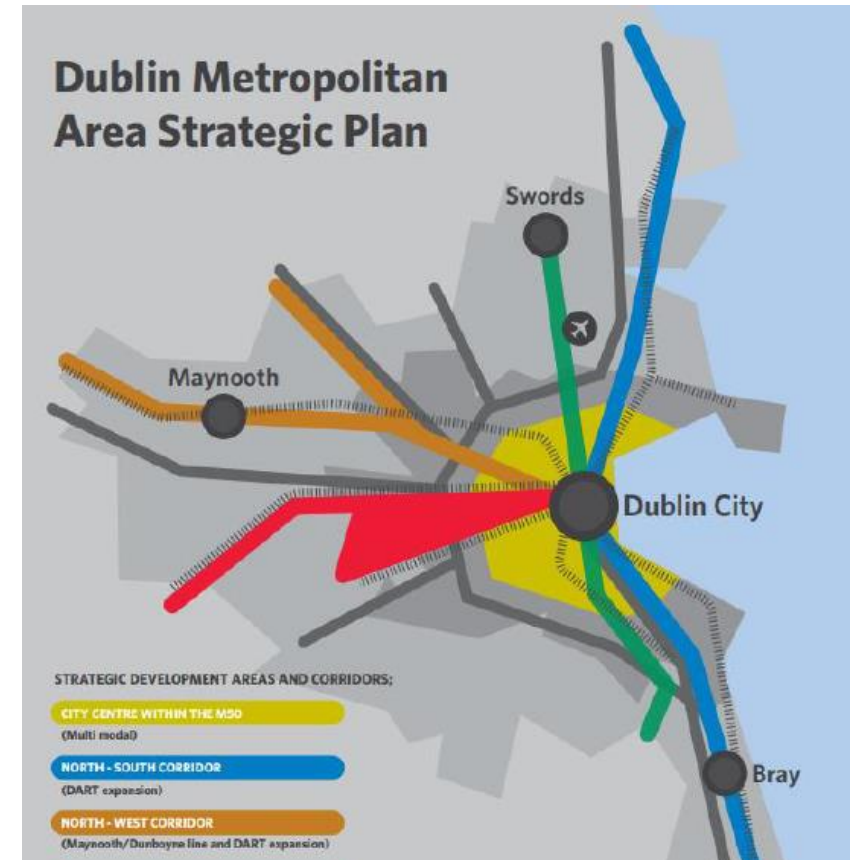 Dublin Metropolitan
Area Strategic Plan
Swords
Maynooth
Dublin City
Bray
STRATEGIC DEVELOPMENT AREAS AND CORRIDORS;
CITY CENTRE WITHIN THE M50
(Multi modal)
NORTH - SOUTH CORRIDOR
(DART expansion)
NORTH - WEST CORRIDOR
(Maynooth/Dunboyne line and DART expansion)